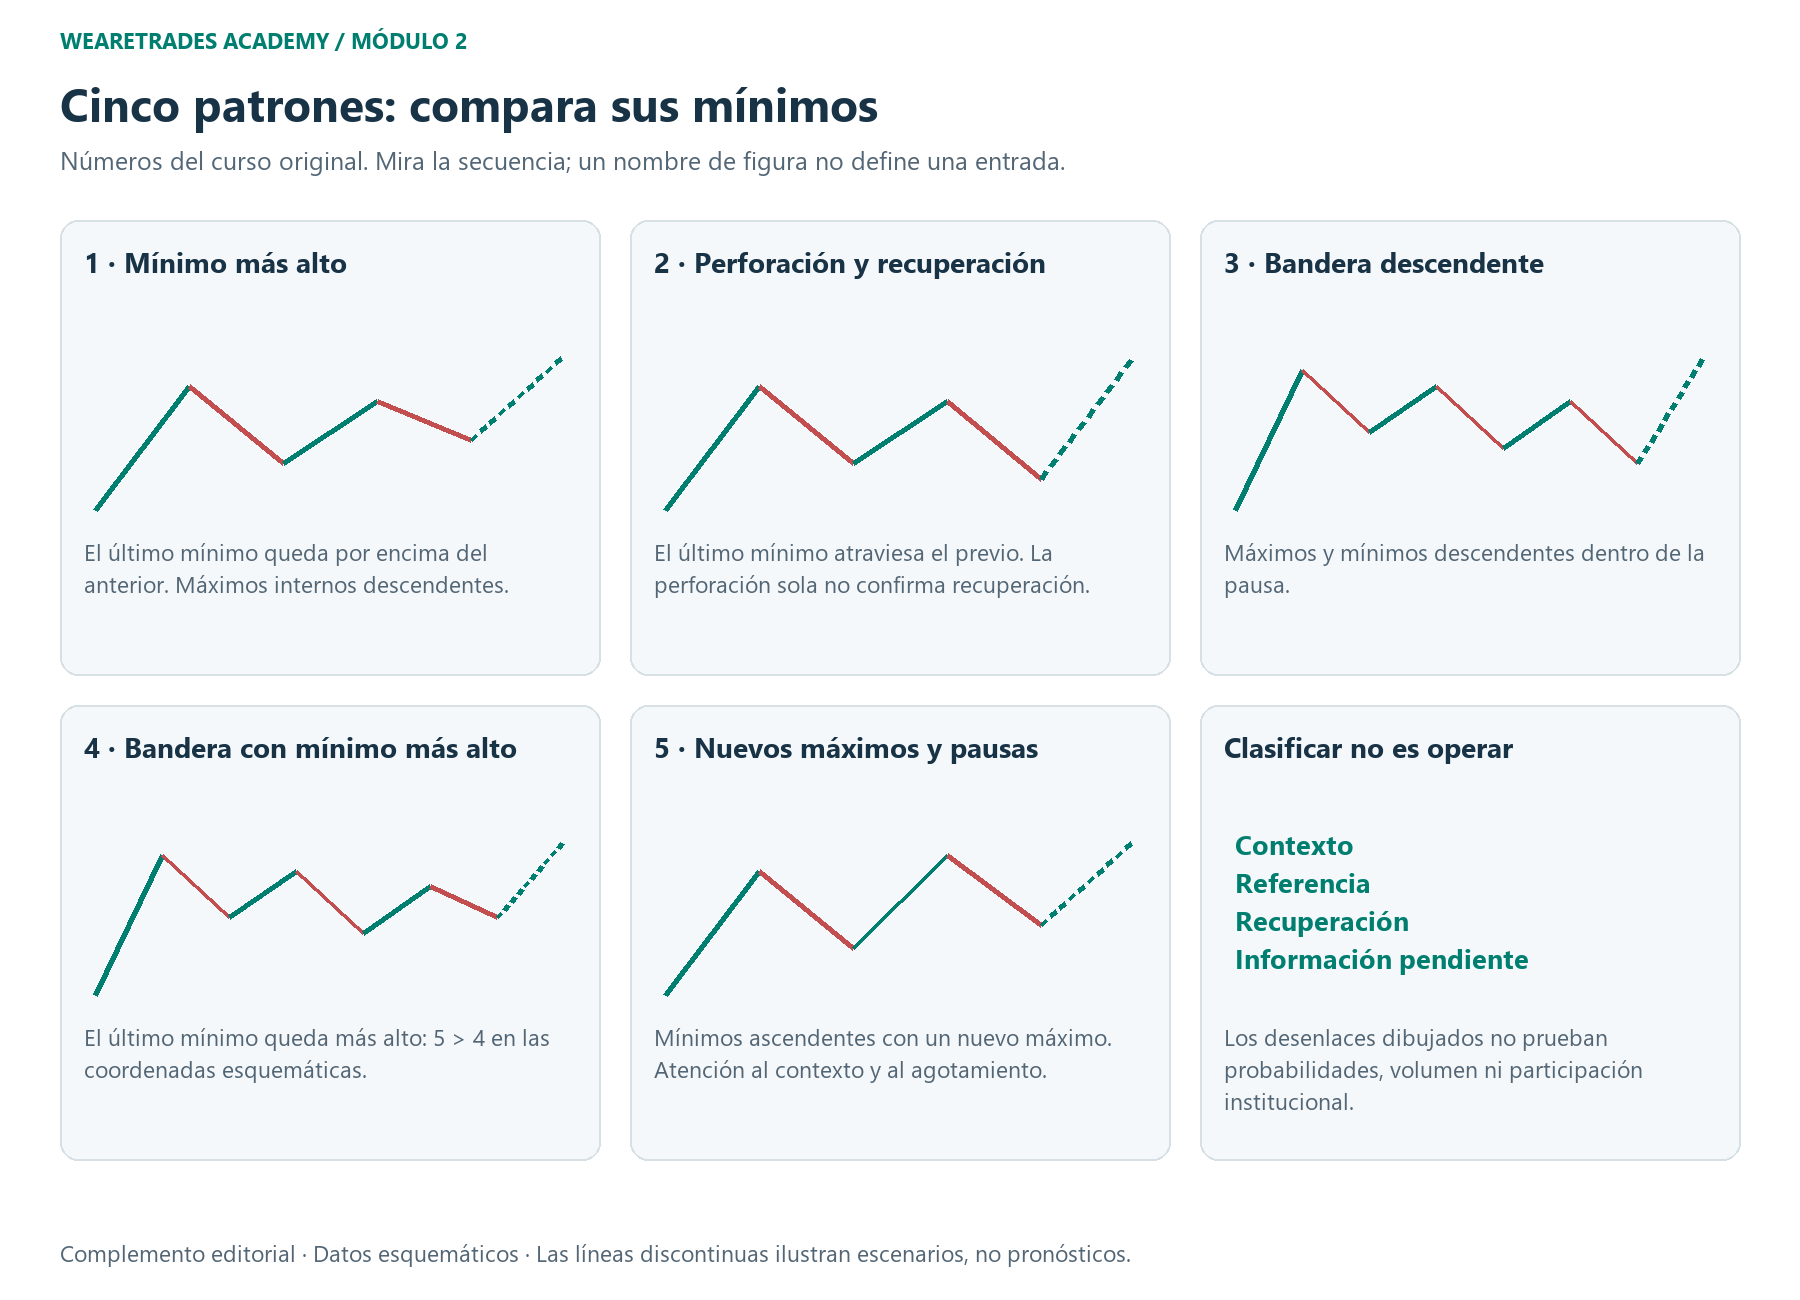 WEARETRADES ACADEMY / MÓDULO 2
Cinco patrones: compara sus mínimos
Números del curso original. Mira la secuencia; un nombre de figura no define una entrada.
1 · Mínimo más alto
El último mínimo queda por encima del
anterior. Máximos internos descendentes.
2 · Perforación y recuperación
El último mínimo atraviesa el previo. La
perforación sola no confirma recuperación.
3 · Bandera descendente
Máximos y mínimos descendentes dentro de la
pausa.
4 · Bandera con mínimo más alto
El último mínimo queda más alto: 5 > 4 en las
coordenadas esquemáticas.
5 · Nuevos máximos y pausas
Mínimos ascendentes con un nuevo máximo.
Atención al contexto y al agotamiento.
Clasificar no es operar
Contexto
Referencia
Recuperación
Información pendiente
Los desenlaces dibujados no prueban
probabilidades, volumen ni participación
institucional.
Complemento editorial · Datos esquemáticos · Las líneas discontinuas ilustran escenarios, no pronósticos.